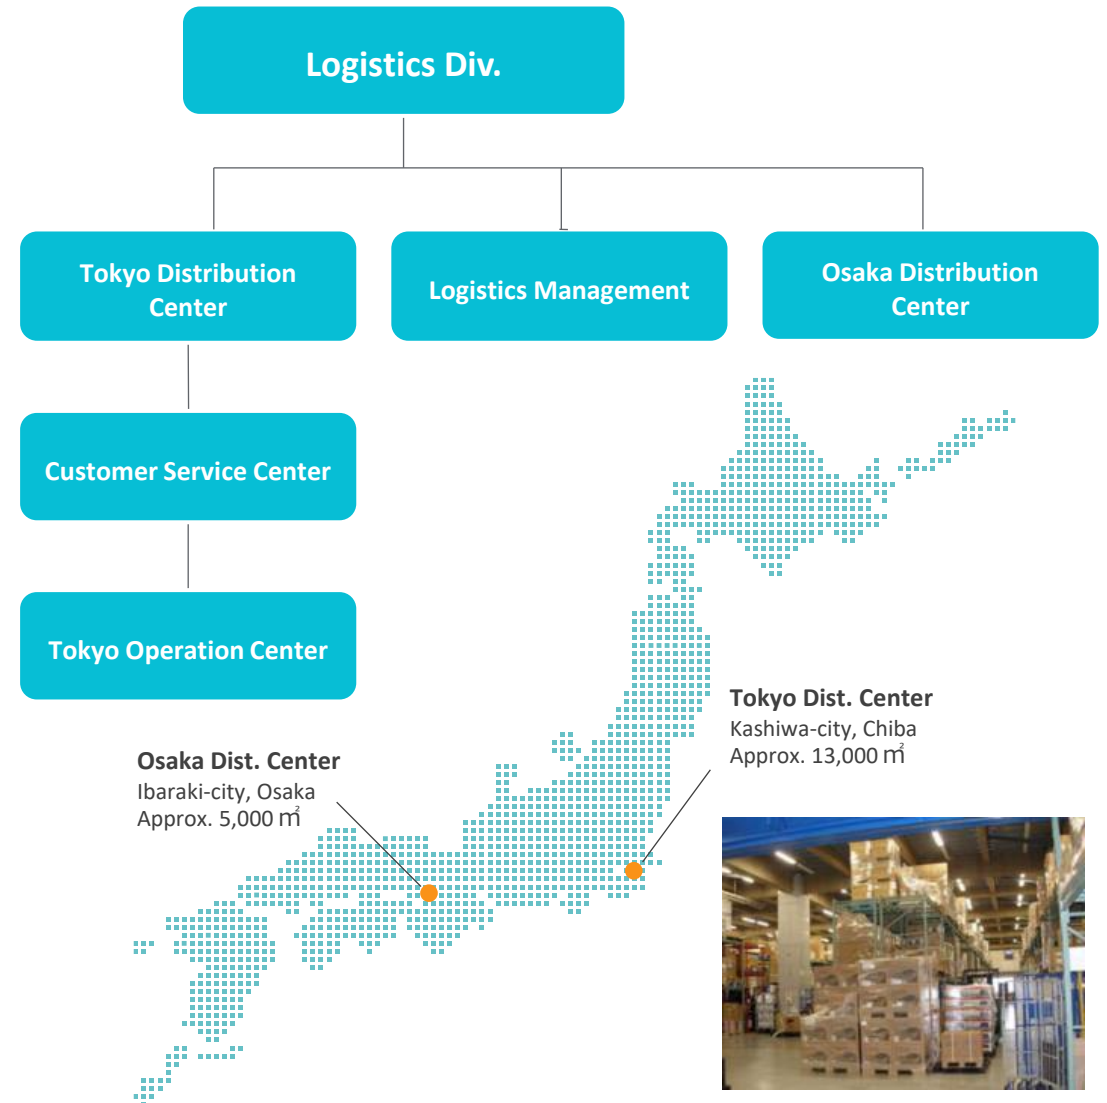 Logistics Div.
Tokyo Distribution
Center
Logistics Management
Osaka Distribution
Center
Customer Service Center
Tokyo Operation Center
Tokyo Dist. Center
Kashiwa-city, Chiba
Approx. 13,000 ㎡
Osaka Dist. Center
Ibaraki-city, Osaka
Approx. 5,000 ㎡